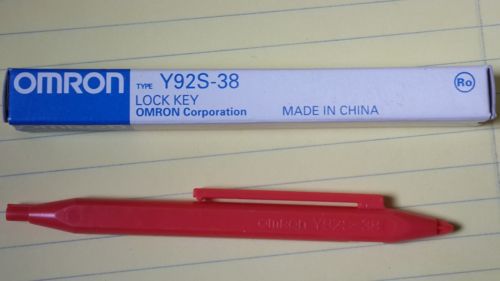 OMRON TYPE Y92S-38
LOCK KEY
OMRON Corporation MADE IN CHINA
Ro
omron Y92S-38